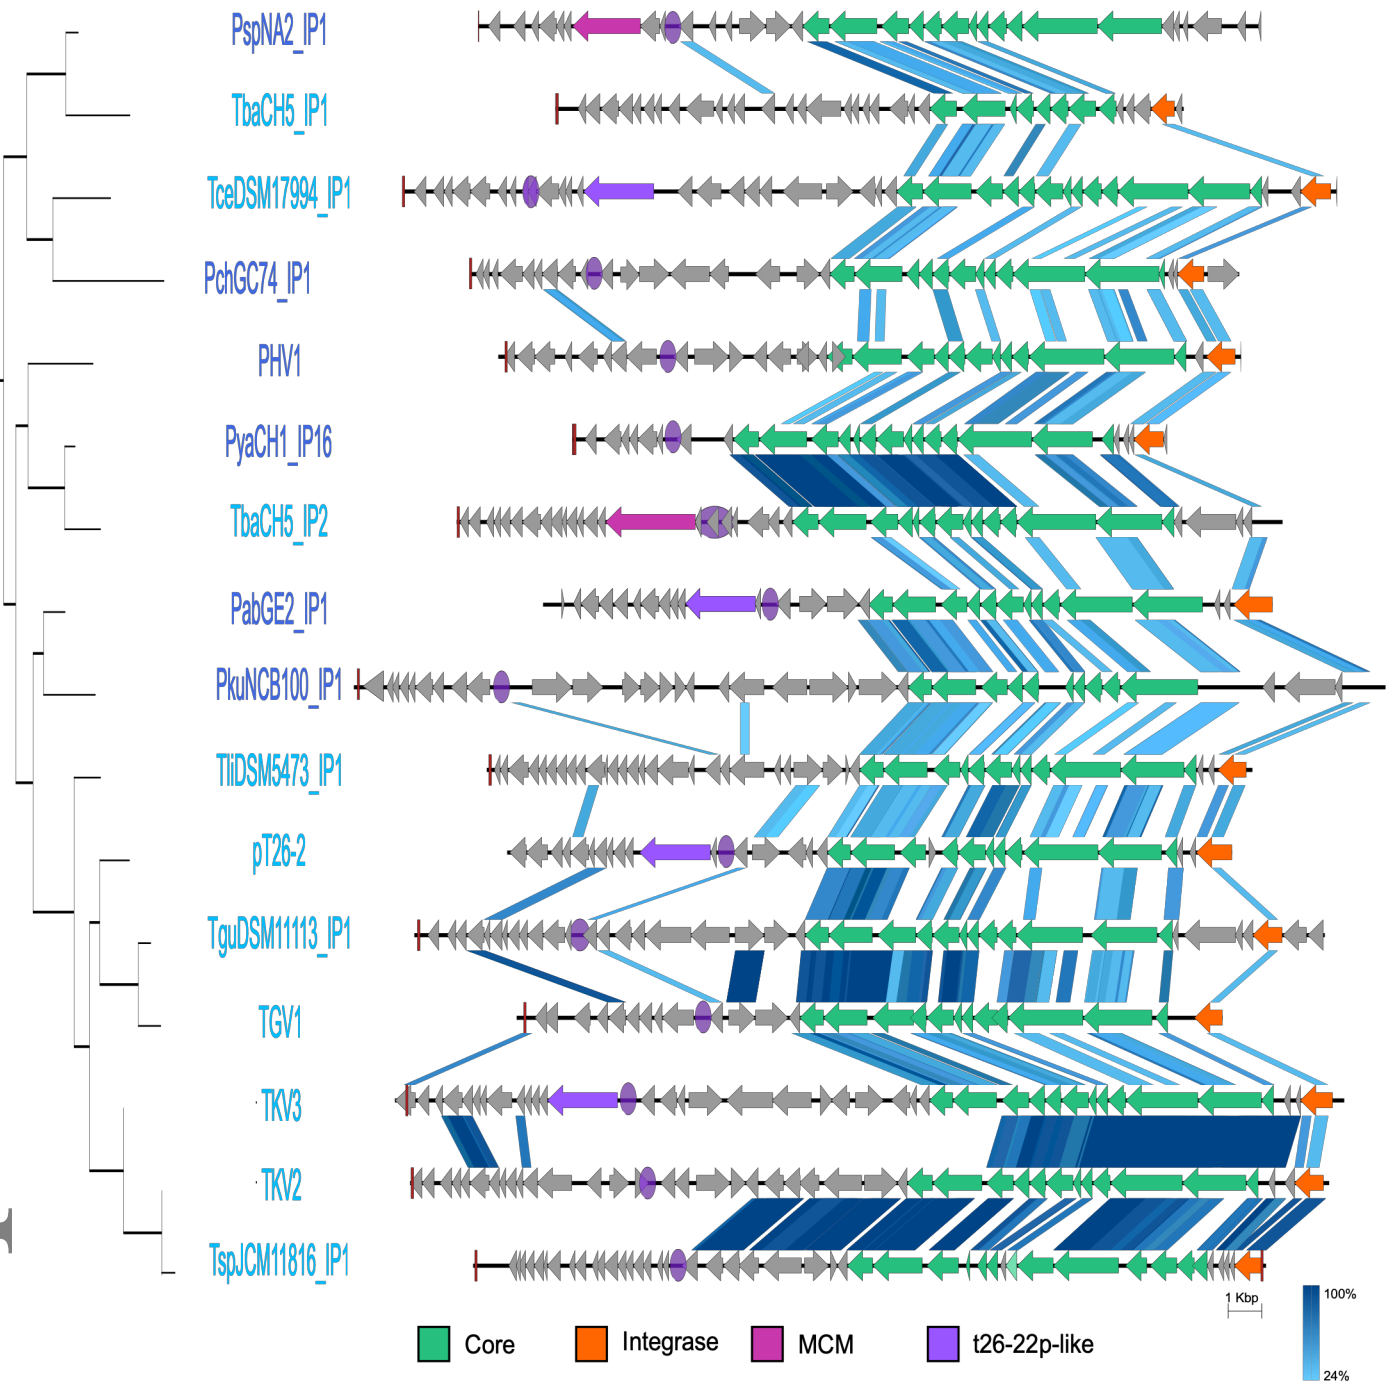 PspNA2_IP1
TbaCH5_IP1
TceDSM17994_IP1
PchGC74_IP1
PHV1
PyaCH1_IP16
TbaCH5_IP2
PabGE2_IP1
PkuNCB100_IP1
TliDSM5473_IP1
pT26-2
TguDSM11113_IP1
TGV1
TKV3
TKV2
TspJCM11816_IP1
1 Kbp
100%
24%
Core Integrase MCM t26-22p-like